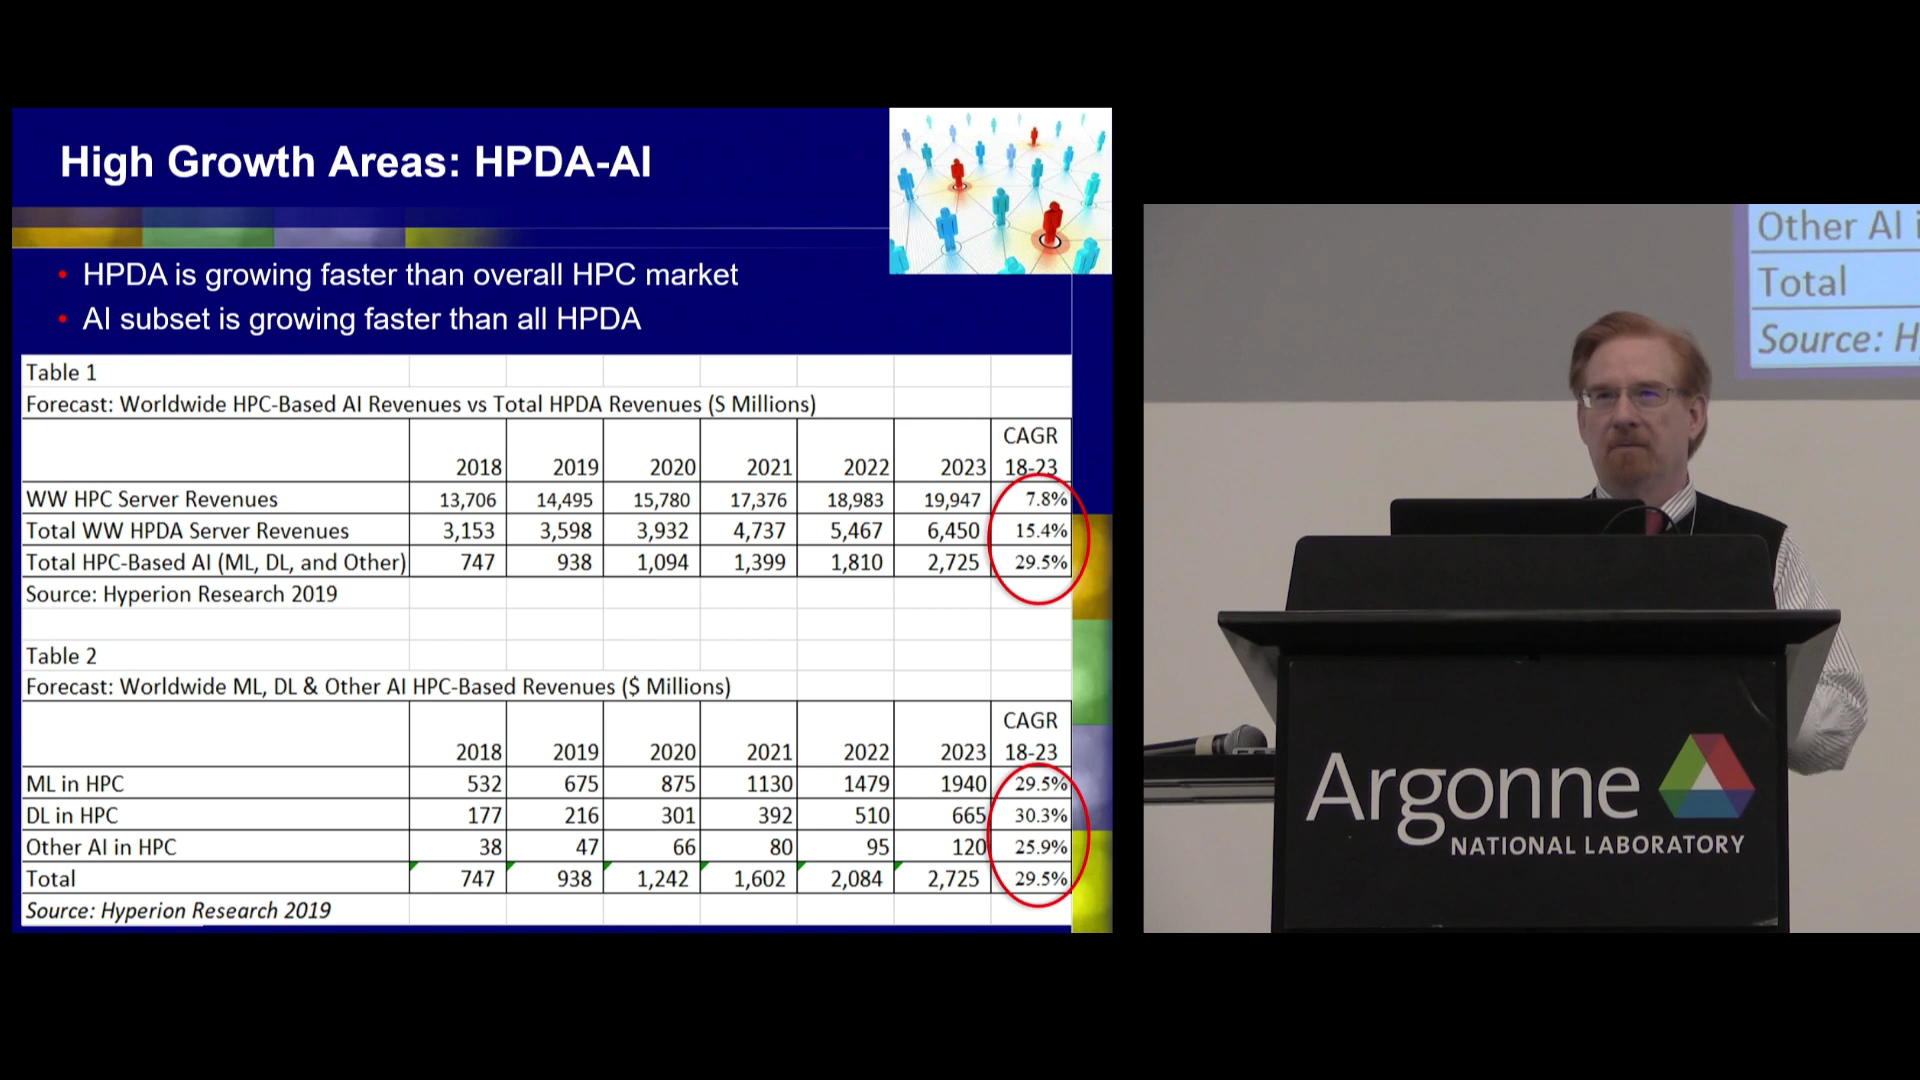 High Growth Areas: HPDA-AI
• HPDA is growing faster than overall HPC market
• AI subset is growing faster than all HPDA
Table 1
Forecast: Worldwide HPC-Based AI Revenues vs Total HPDA Revenues (S Millions)
CAGR
2018 2019 2020 2021 2022 2023 18-23
WW HPC Server Revenues 13,706 14,495 15,780 17,376 18,983 19,947 7.8%
Total WW HPDA Server Revenues 3,153 3,598 3,932 4,737 5,467 6,450 15.4%
Total HPC-Based AI (ML, DL, and Other) 747 938 1,094 1,399 1,810 2,725 29.5%
Source: Hyperion Research 2019
Table 2
Forecast: Worldwide ML, DL & Other AI HPC-Based Revenues ($ Millions)
CAGR
2018 2019 2020 2021 2022 2023 18-23
ML in HPC 532 675 875 1130 1479 1940 29.5%
DL in HPC 177 216 301 392 510 665 30.3%
Other AI in HPC 38 47 66 80 95 120 25.9%
Total 747 938 1,242 1,602 2,084 2,725 29.5%
Source: Hyperion Research 2019
Other AI i
Total
Source: H
Argonne
NATIONAL LABORATORY